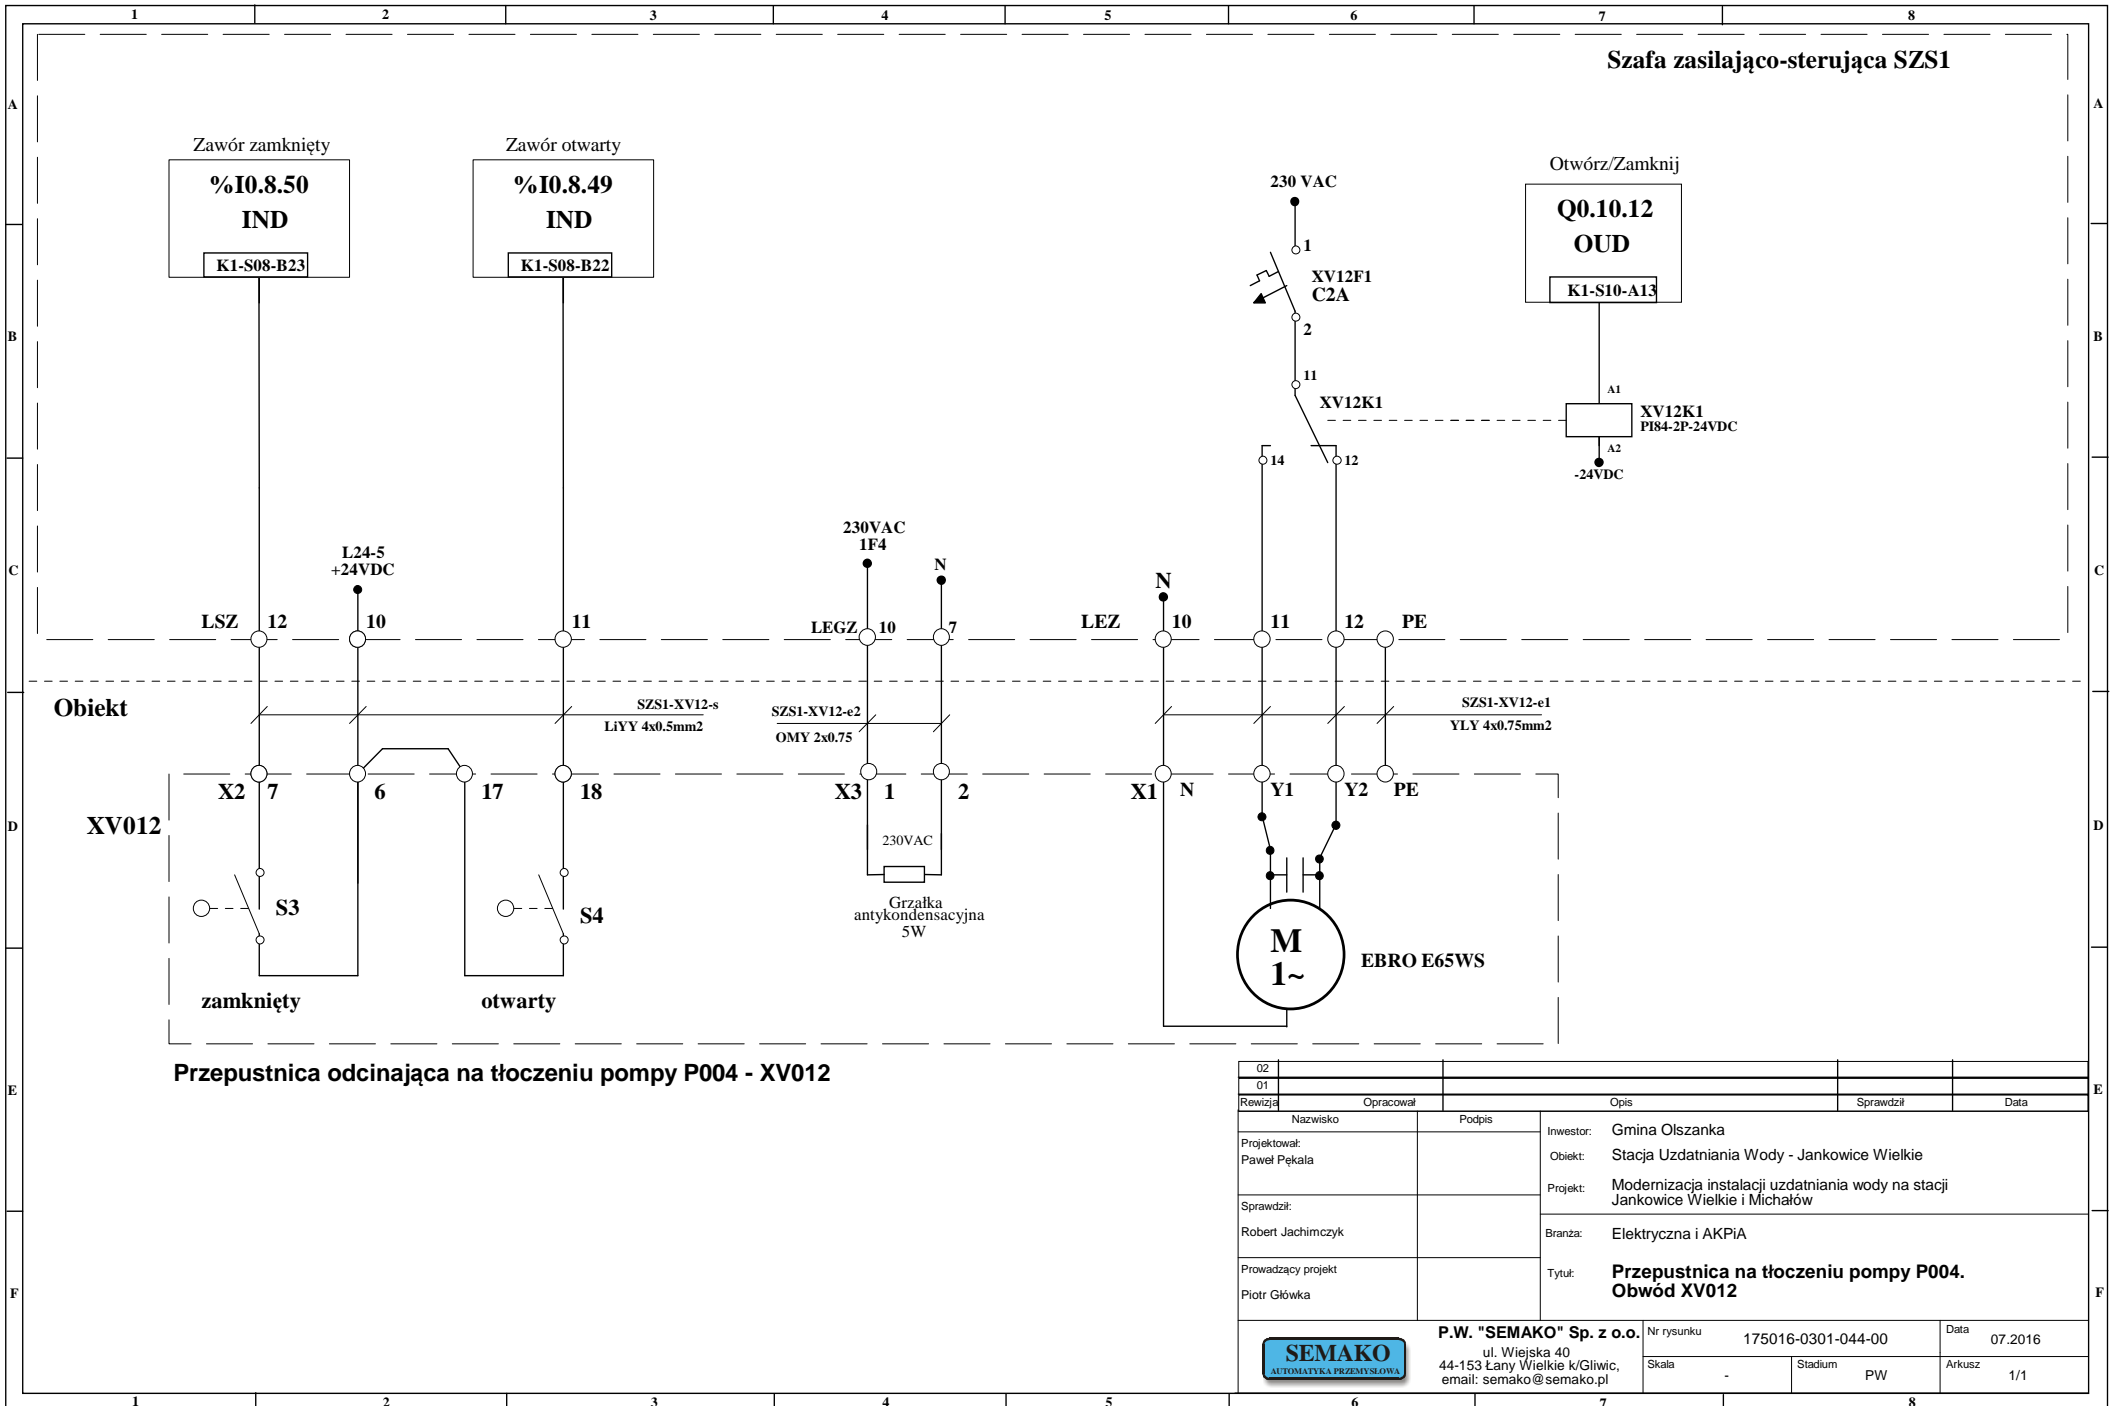 1 2 3 4 5 6 7 8
Szafa zasilająco-sterująca SZS1
A A
Zawór zamknięty
%I0.8.50
IND
K1-S08-B23
Zawór otwarty
%I0.8.49
IND
K1-S08-B22
230 VAC
1
XV12F1
C2A
2
11
XV12K1
14
12
Otwórz/Zamknij
Q0.10.12
OUD
K1-S10-A13
A1
XV12K1
PI84-2P-24VDC
A2
-24VDC
B B
L24-5
+24VDC
230VAC
1F4
N
N
C C
LSZ 12 10 11 LEGZ 10 7 LEZ 10 11 12 PE
Obiekt
SZS1-XV12-s
LiYY 4x0.5mm2
SZS1-XV12-e2
OMY 2x0.75
SZS1-XV12-e1
YLY 4x0.75mm2
X2 7 6 17 18 X3 1 2 X1 N Y1 Y2 PE
D D
XV012
230VAC
S3
S4
Grzałka
antykondensacyjna
5W
M
1~
EBRO E65WS
zamknięty
otwarty
Przepustnica odcinająca na tłoczeniu pompy P004 - XV012
E E
02
01
Rewizja Opracował Opis Sprawdził Data
Nazwisko Podpis
Projektował:
Paweł Pękala
Sprawdził:
Robert Jachimczyk
Prowadzący projekt
Piotr Główka
Inwestor: Gmina Olszanka
Obiekt: Stacja Uzdatniania Wody - Jankowice Wielkie
Projekt: Modernizacja instalacji uzdatniania wody na stacji
Jankowice Wielkie i Michałów
Branża: Elektryczna i AKPiA
Tytuł: Przepustnica na tłoczeniu pompy P004.
Obwód XV012
F F
SEMAKO
AUTOMATYKA PRZEMYSŁOWA
P.W. "SEMAKO" Sp. z o.o.
ul. Wiejska 40
44-153 Łany Wielkie k/Gliwic,
email: semako@semako.pl
Nr rysunku 175016-0301-044-00
Data 07.2016
Skala -
Stadium PW
Arkusz 1/1
1 2 3 4 5 6 7 8